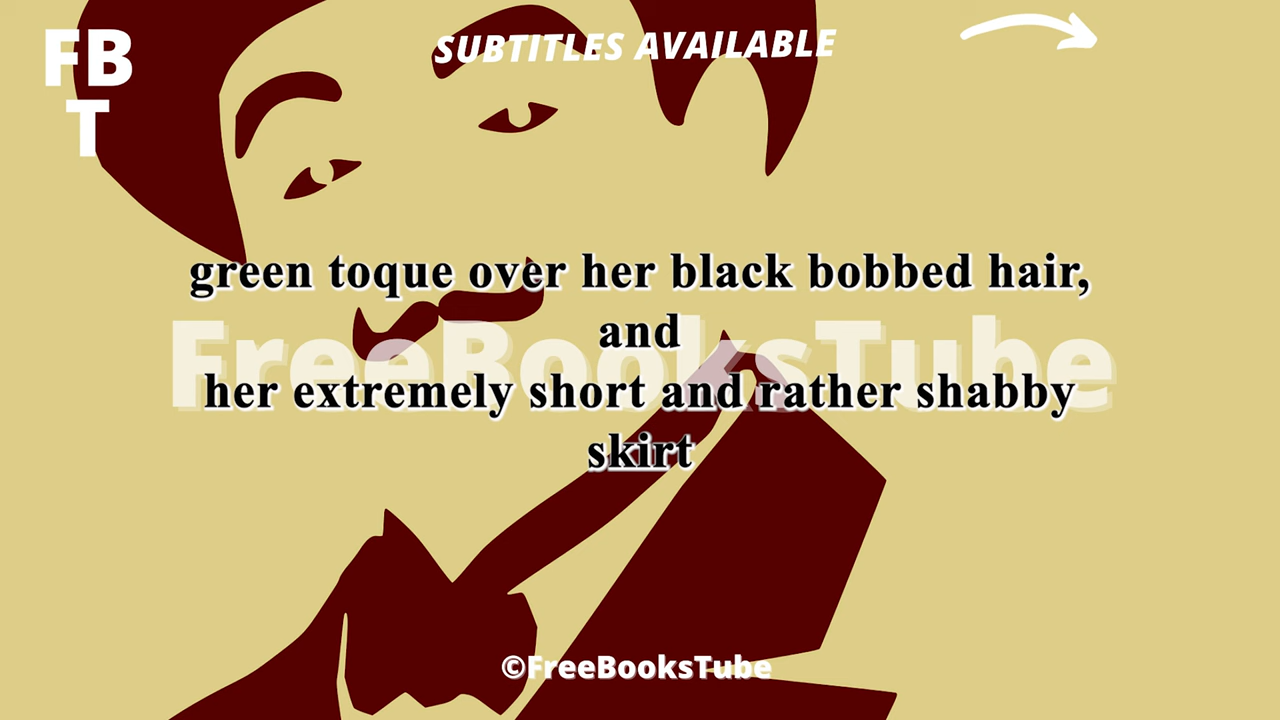 FB
T
SUBTITLES AVAILABLE
green toque over her black bobbed hair,
and
FreeBooksTube
her extremely short and rather shabby
skirt
©FreeBooksTube